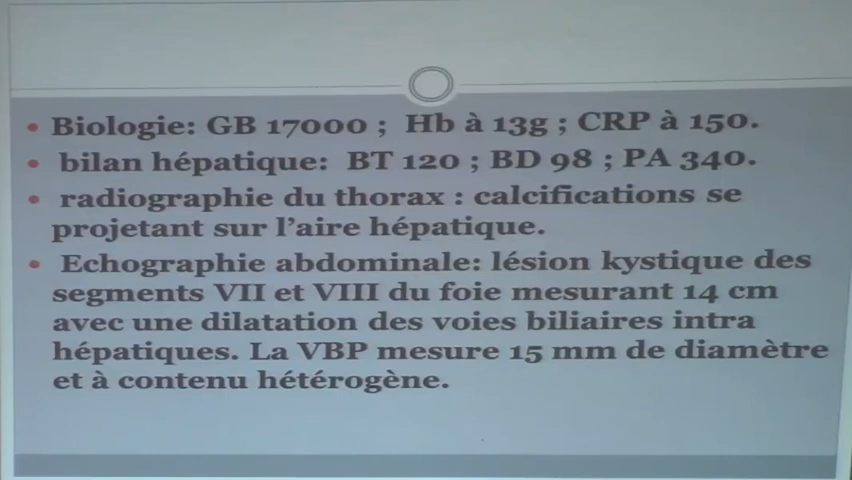 • Biologie: GB 17000 ; Hb à 13g ; CRP à 150.
• bilan hépatique: BT 120 ; BD 98 ; PA 340.
• radiographie du thorax : calcifications se
projetant sur l'aire hépatique.
• Echographie abdominale: lésion kystique des
segments VII et VIII du foie mesurant 14 cm
avec une dilatation des voies biliaires intra
hépatiques. La VBP mesure 15 mm de diamètre
et à contenu hétérogène.